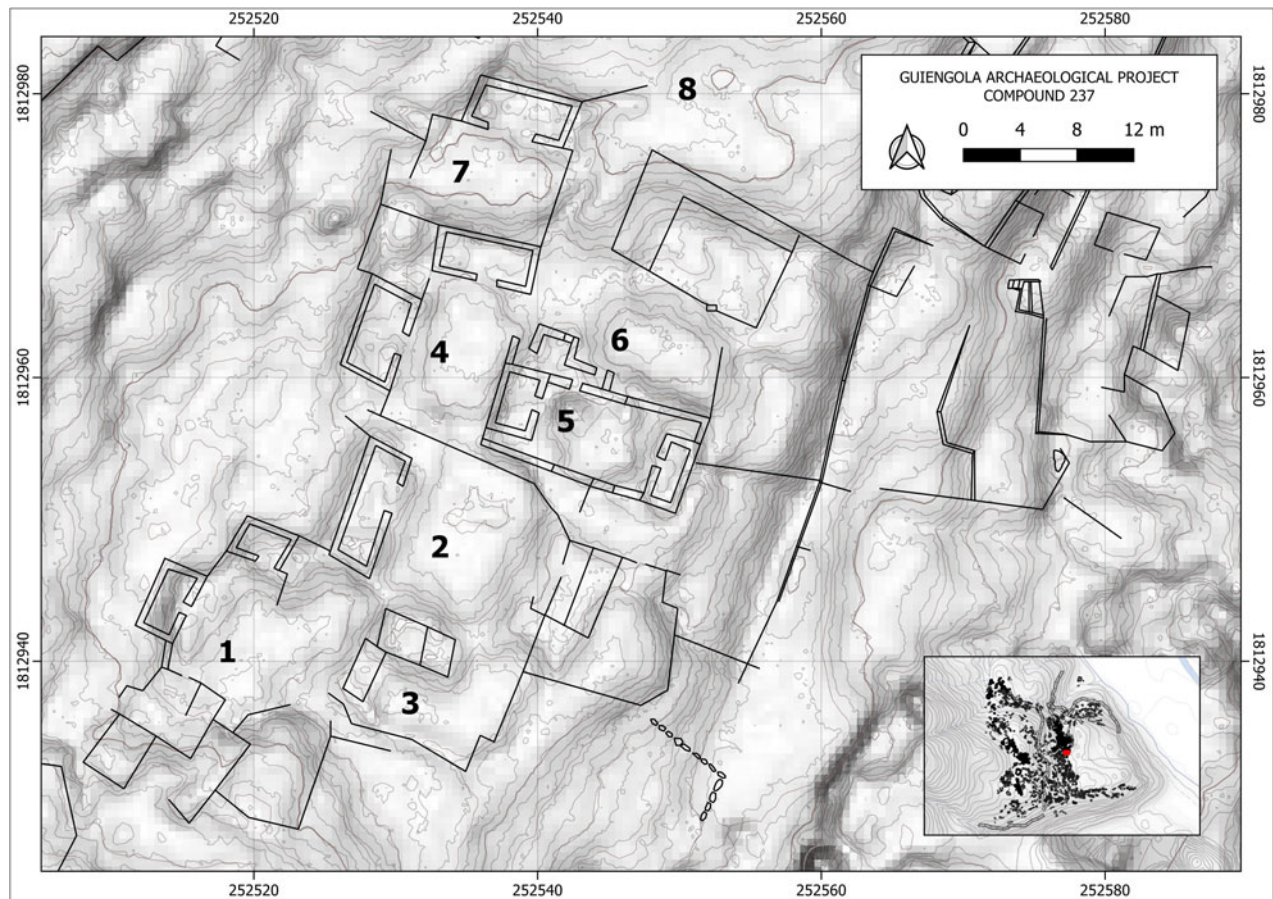 252520 252540 252560 252580
GUIENGOLA ARCHAEOLOGICAL PROJECT
COMPOUND 237
0 4 8 12 m
1812980 8 1812980
7
6
1812960 4 1812960
5
2
1812940 1 1812940
3
252520 252540 252560 252580